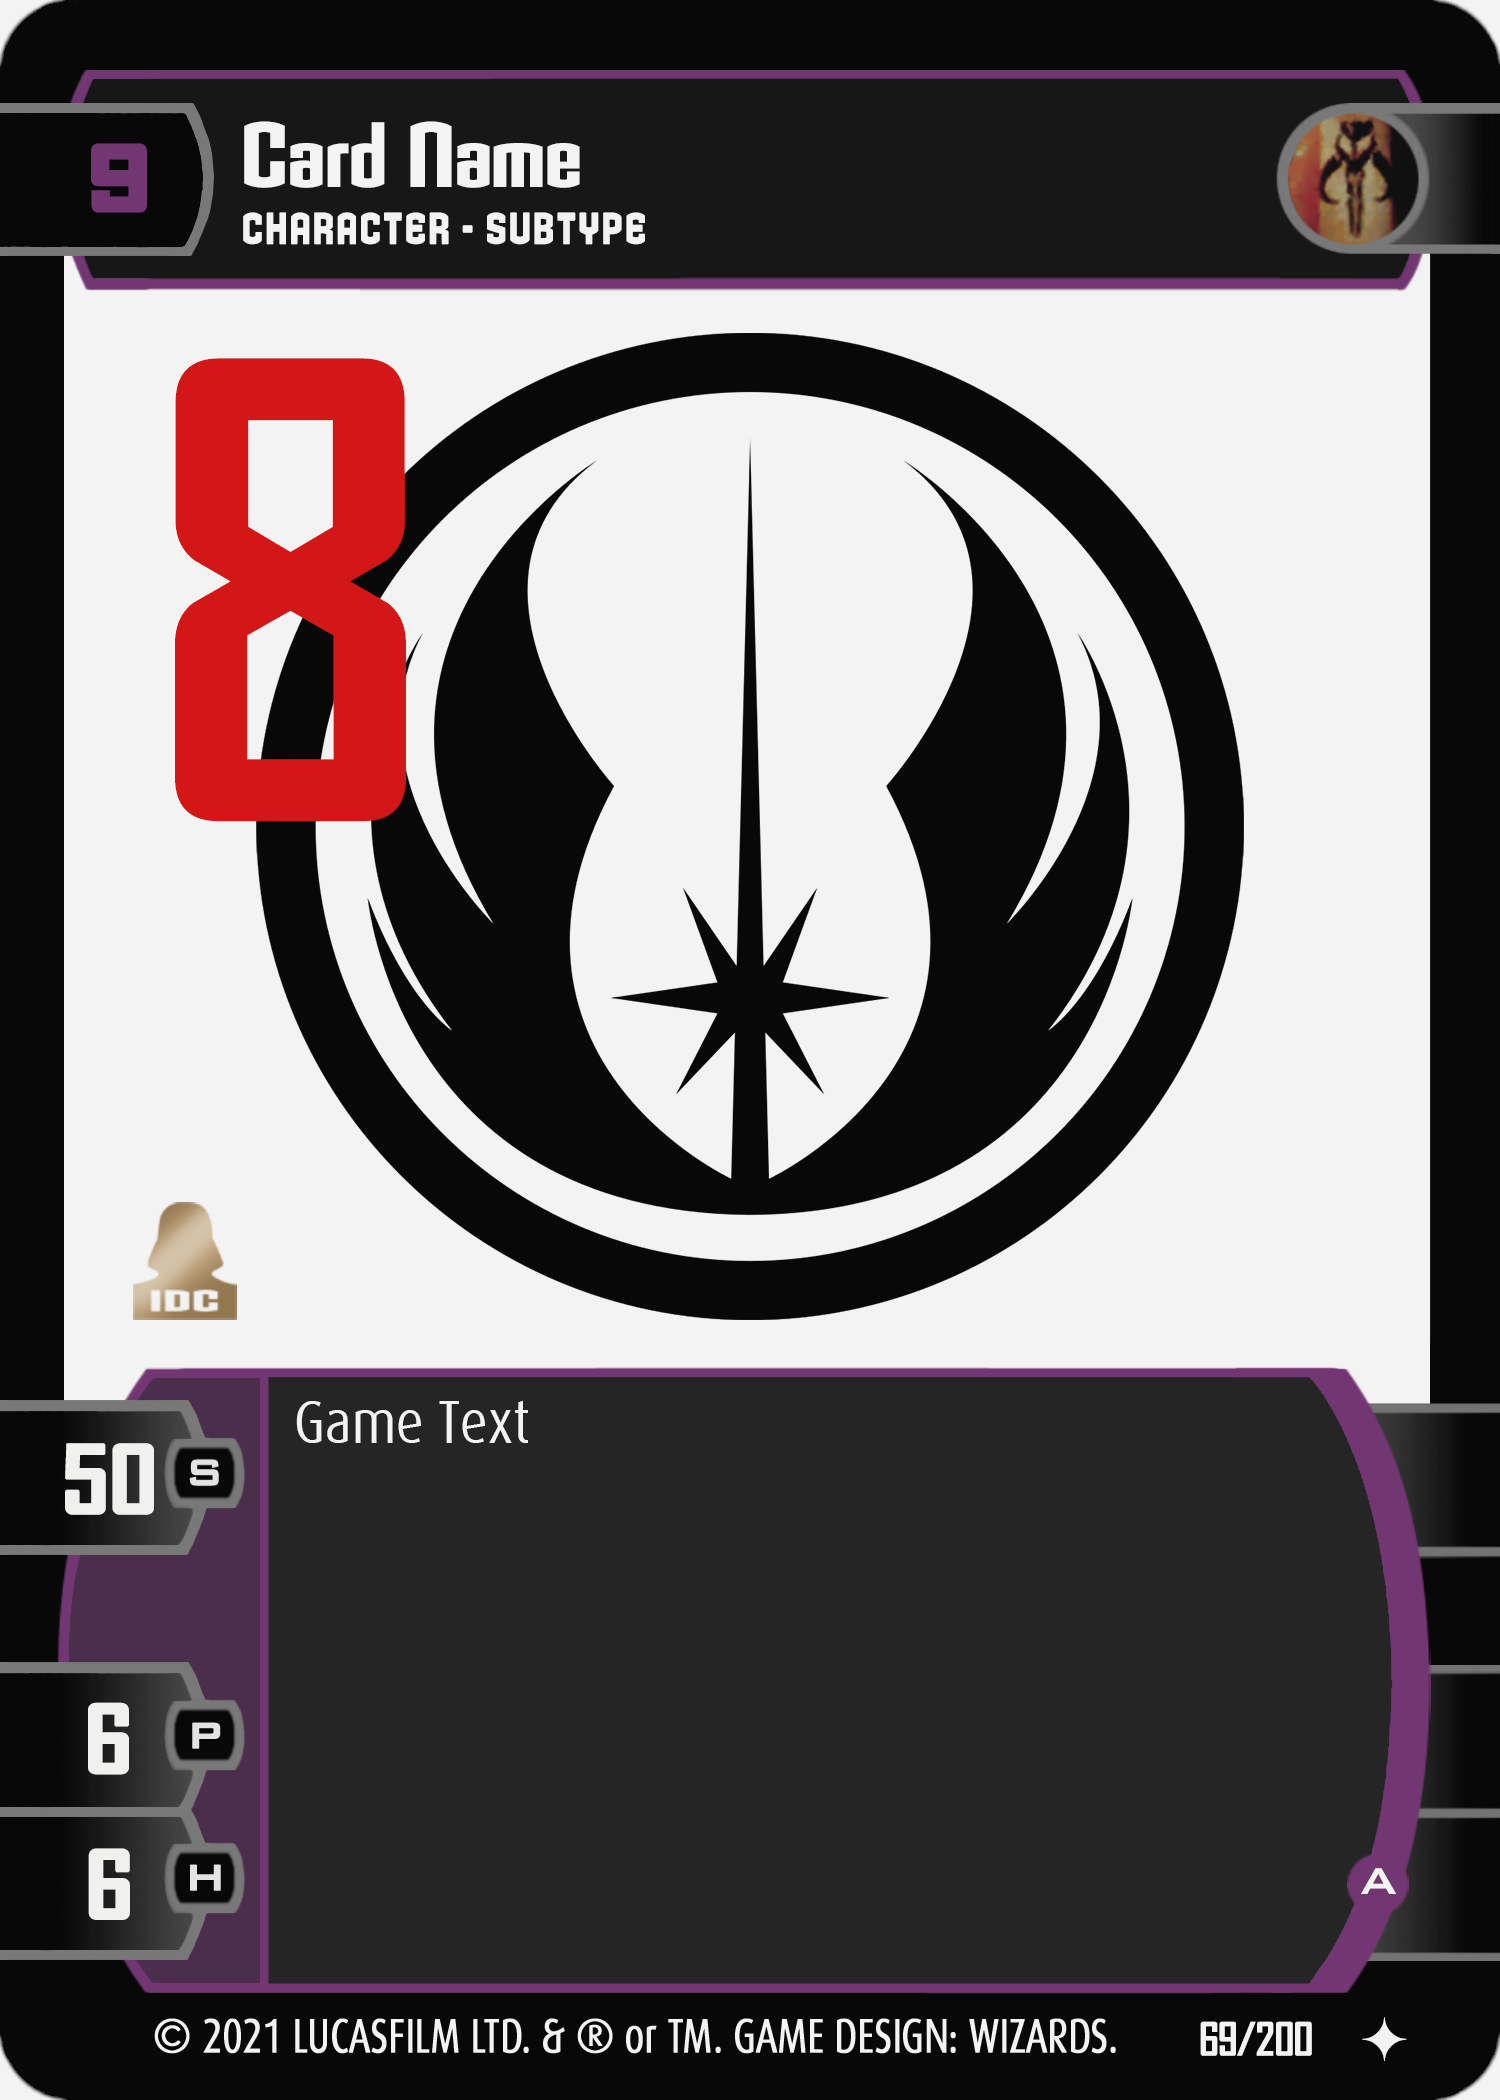 9
Card Name
CHARACTER - SUBTYPE
8
IDC
50 S
Game Text
6 P
6 H
A
© 2021 LUCASFILM LTD. & ® or TM. GAME DESIGN: WIZARDS.
69/200